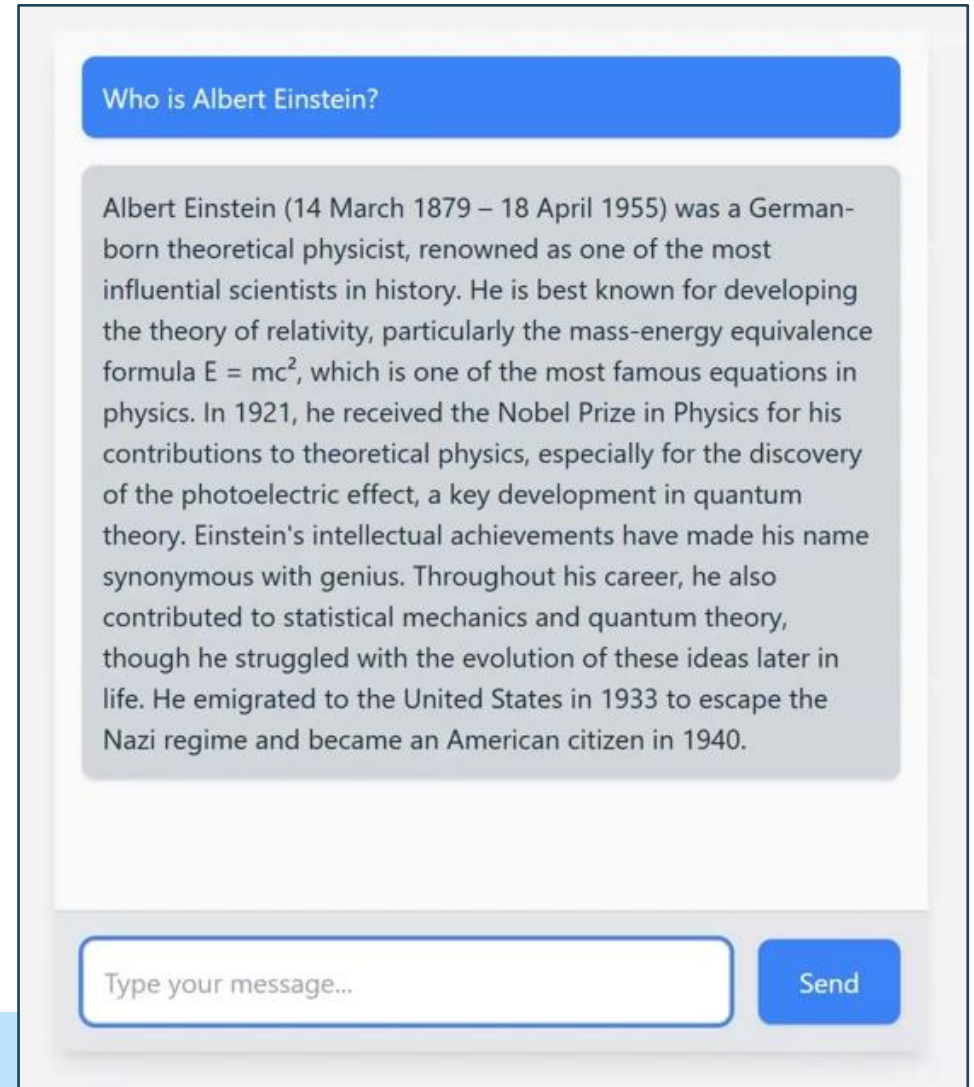 Who is Albert Einstein?
Albert Einstein (14 March 1879 – 18 April 1955) was a German-
born theoretical physicist, renowned as one of the most
influential scientists in history. He is best known for developing
the theory of relativity, particularly the mass-energy equivalence
formula E = mc², which is one of the most famous equations in
physics. In 1921, he received the Nobel Prize in Physics for his
contributions to theoretical physics, especially for the discovery
of the photoelectric effect, a key development in quantum
theory. Einstein's intellectual achievements have made his name
synonymous with genius. Throughout his career, he also
contributed to statistical mechanics and quantum theory,
though he struggled with the evolution of these ideas later in
life. He emigrated to the United States in 1933 to escape the
Nazi regime and became an American citizen in 1940.
Type your message...
Send